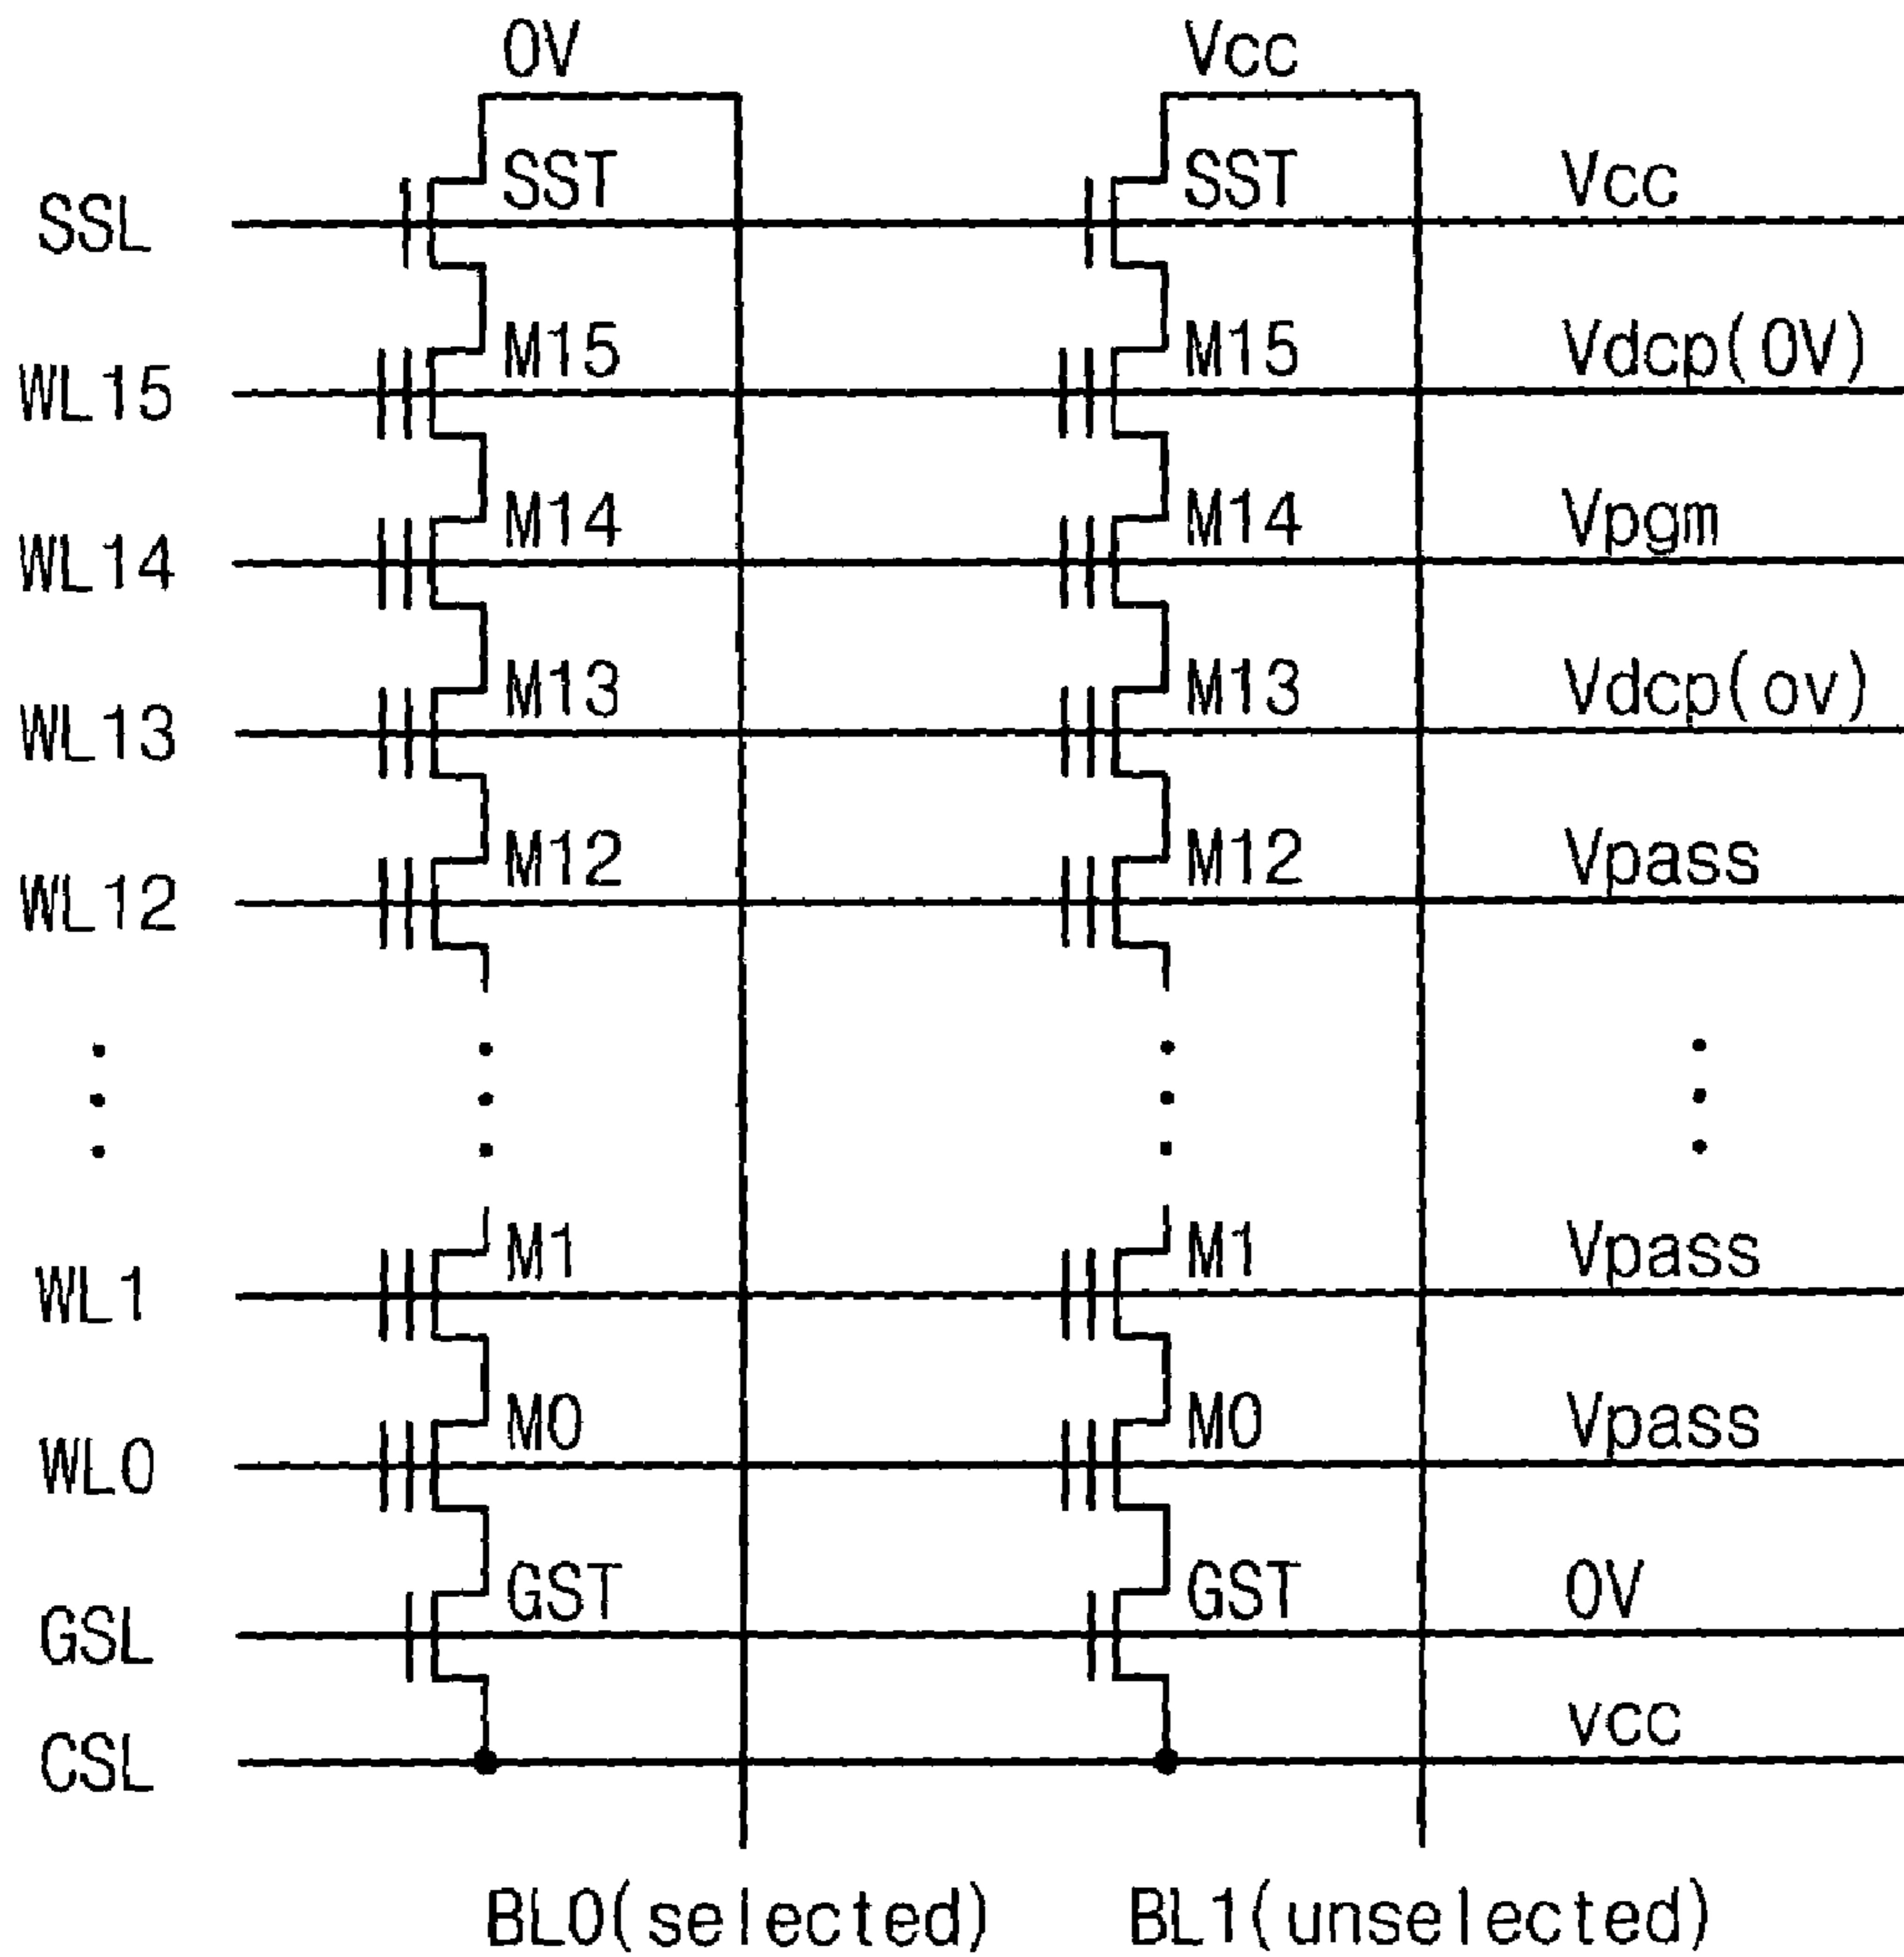 0V Vcc
SST SST Vcc
SSL
M15 M15 Vdcp(0V)
WL15
M14 M14 Vpgm
WL14
M13 M13 Vdcp(ov)
WL13
M12 M12 Vpass
WL12
M1 M1 Vpass
WL1
M0 M0 Vpass
WL0
GST GST 0V
GSL
vcc
CSL
BL0(selected) BL1(unselected)